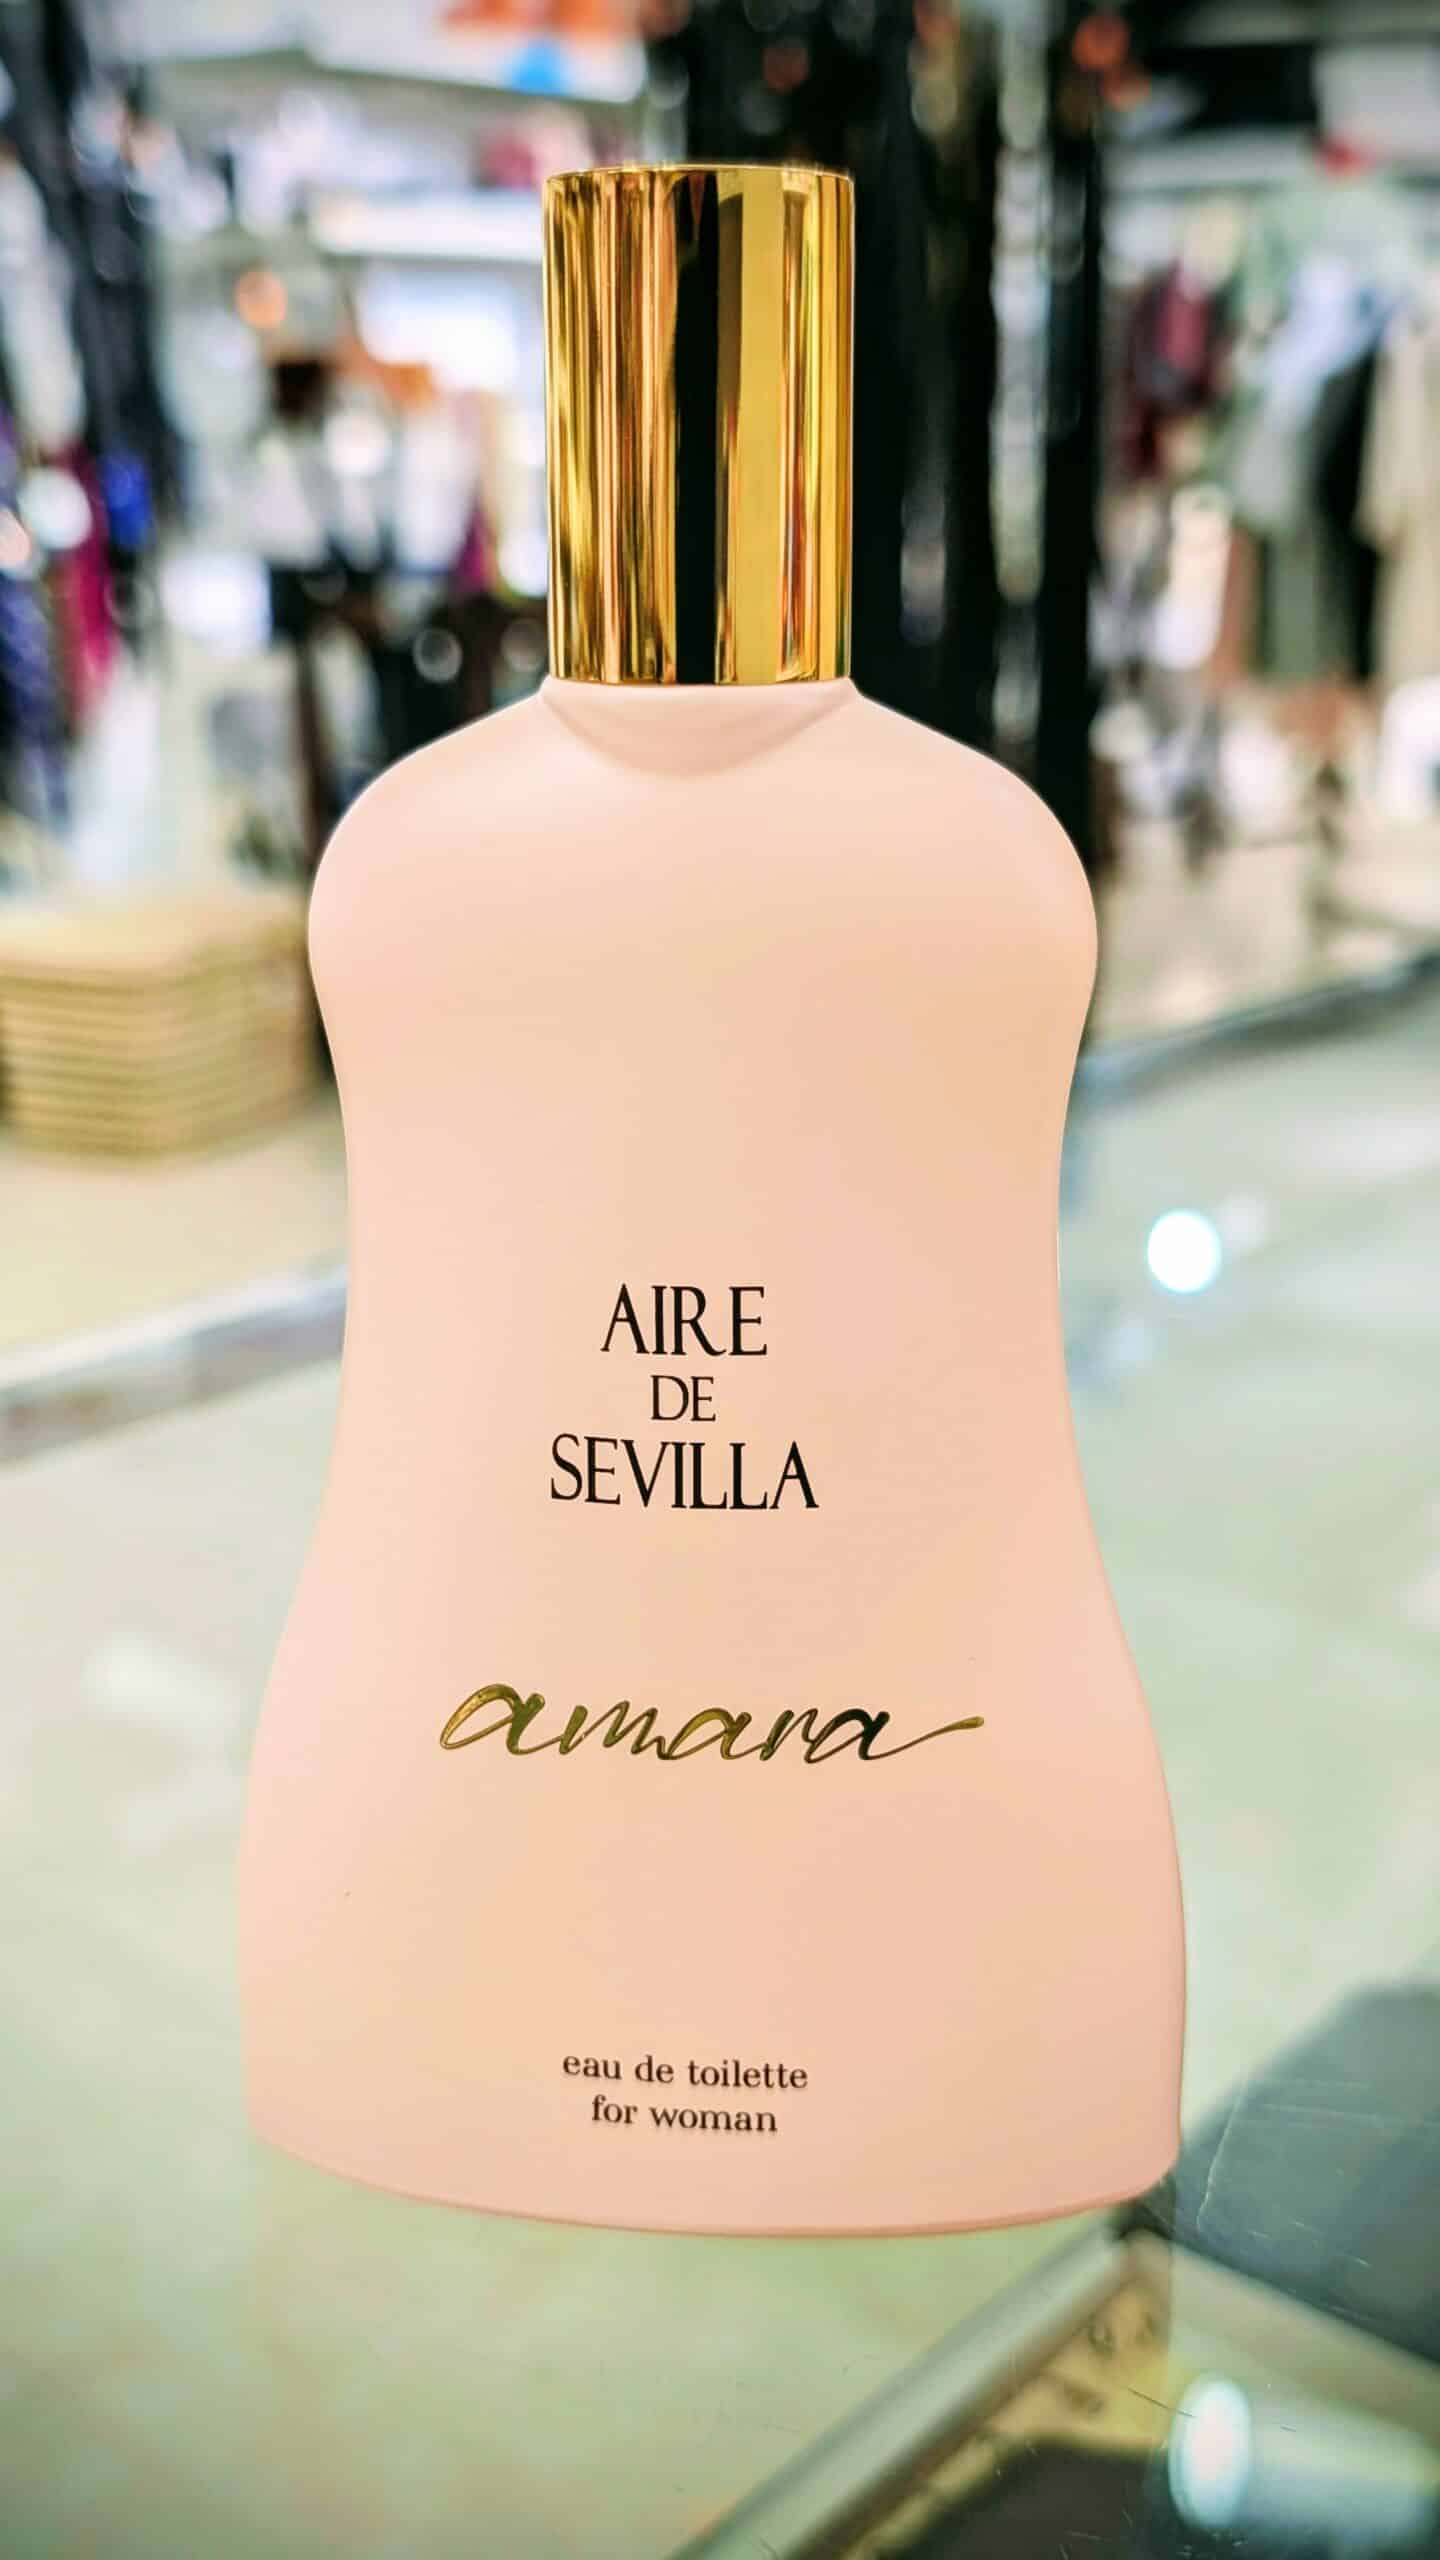 AIRE
DE
SEVILLA
amara
eau de toilette
for woman